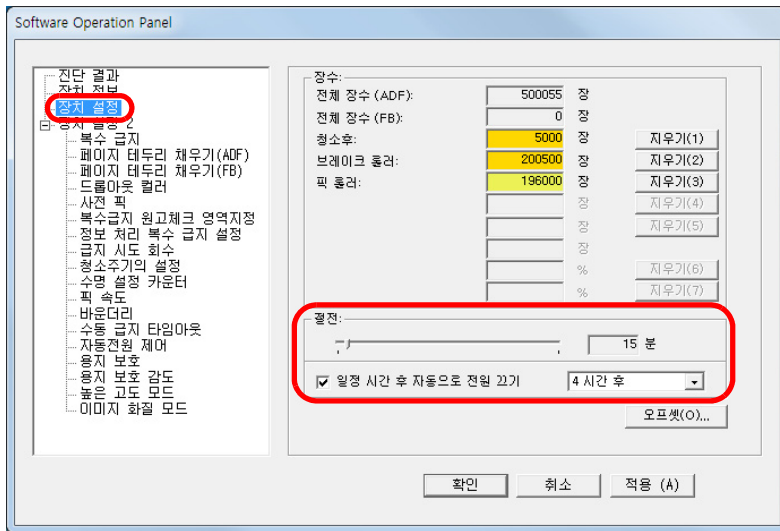 Software Operation Panel
진단 결과
장치 정보
장치 설정
장치 설정 2
복수 급지
페이지 테두리 채우기(ADF)
페이지 테두리 채우기(FB)
드롭아웃 컬러
사전 픽
복수급지 원고체크 영역지정
정보 처리 복수 급지 설정
급지 시도 회수
청소주기의 설정
수명 설정 카운터
픽 속도
바운더리
수동 급지 타임아웃
자동전원 제어
용지 보호
용지 보호 감도
높은 고도 모드
이미지 화질 모드
장수:
전체 장수 (ADF): 500055 장
전체 장수 (FB): 0 장
청소후: 5000 장 지우기(1)
브레이크 롤러: 200500 장 지우기(2)
픽 롤러: 196000 장 지우기(3)
장 지우기(4)
장 지우기(5)
장
% 지우기(6)
% 지우기(7)
절전:
15 분
일정 시간 후 자동으로 전원 끄기 4 시간 후
오프셋(O)...
확인 취소 적용 (A)